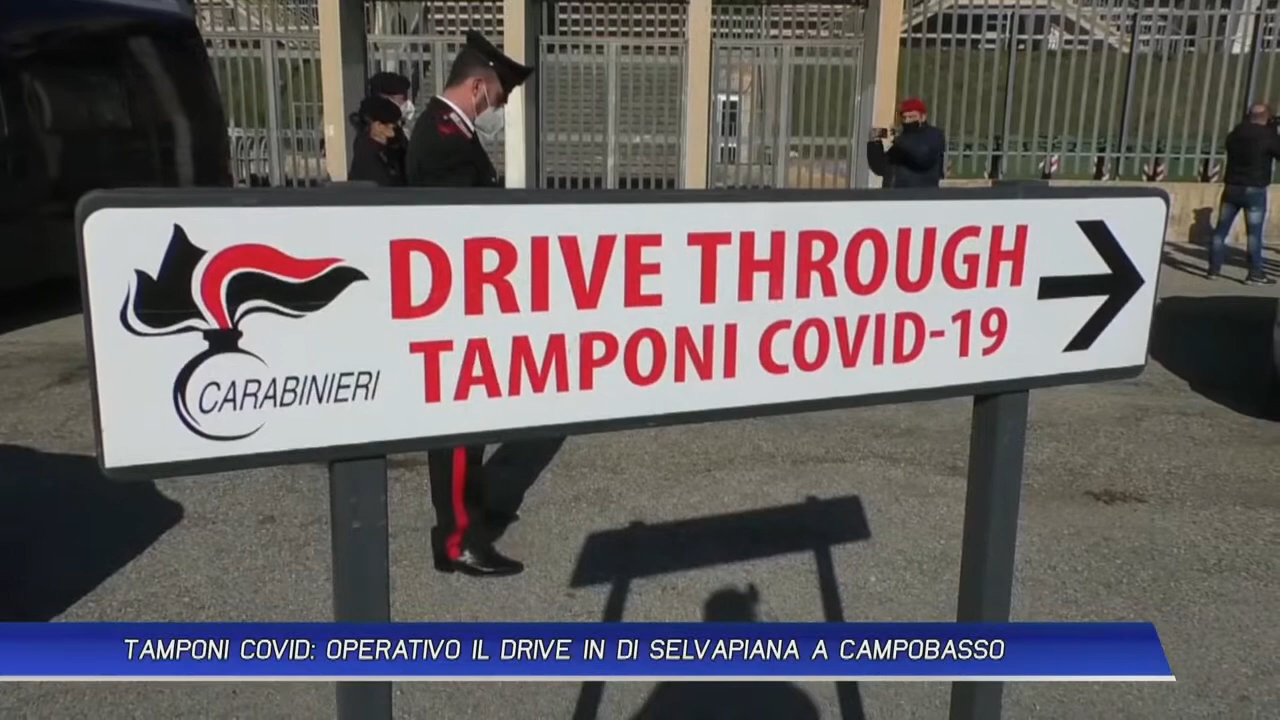 DRIVE THROUGH
TAMPONI COVID-19
CARABINIERI
TAMPONI COVID: OPERATIVO IL DRIVE IN DI SELVAPIANA A CAMPOBASSO